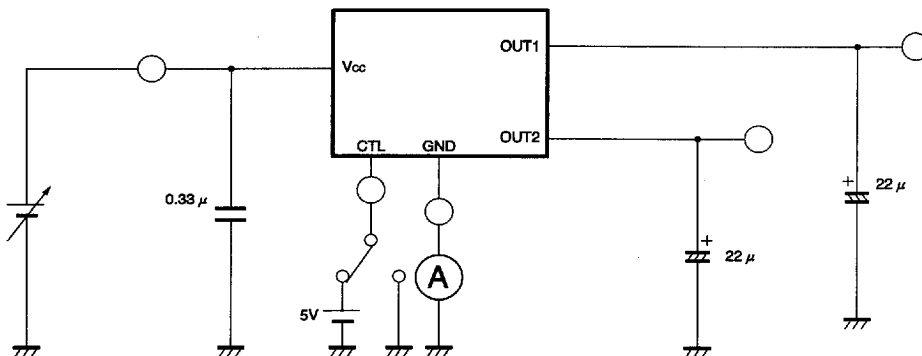 OUT1
Vcc
OUT2
CTL
GND
0.33 μ
22 μ
22 μ
A
5V
+
+